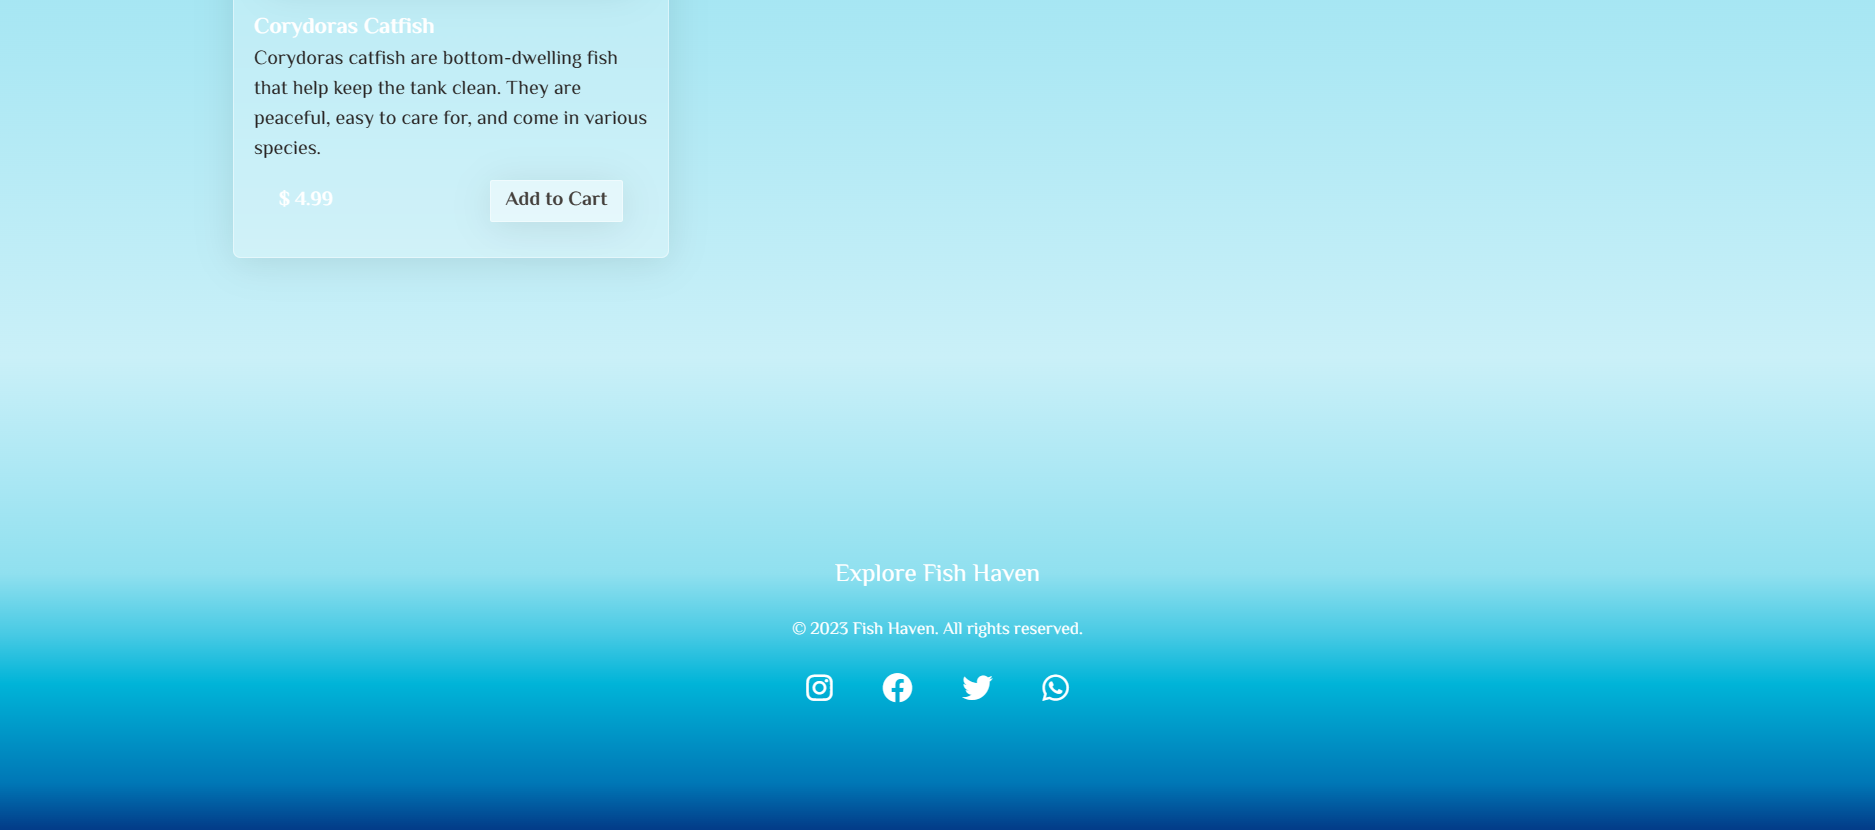 Corydoras Catfish
Corydoras catfish are bottom-dwelling fish
that help keep the tank clean. They are
peaceful, easy to care for, and come in various
species.
$ 4.99
Add to Cart
Explore Fish Haven
© 2023 Fish Haven. All rights reserved.